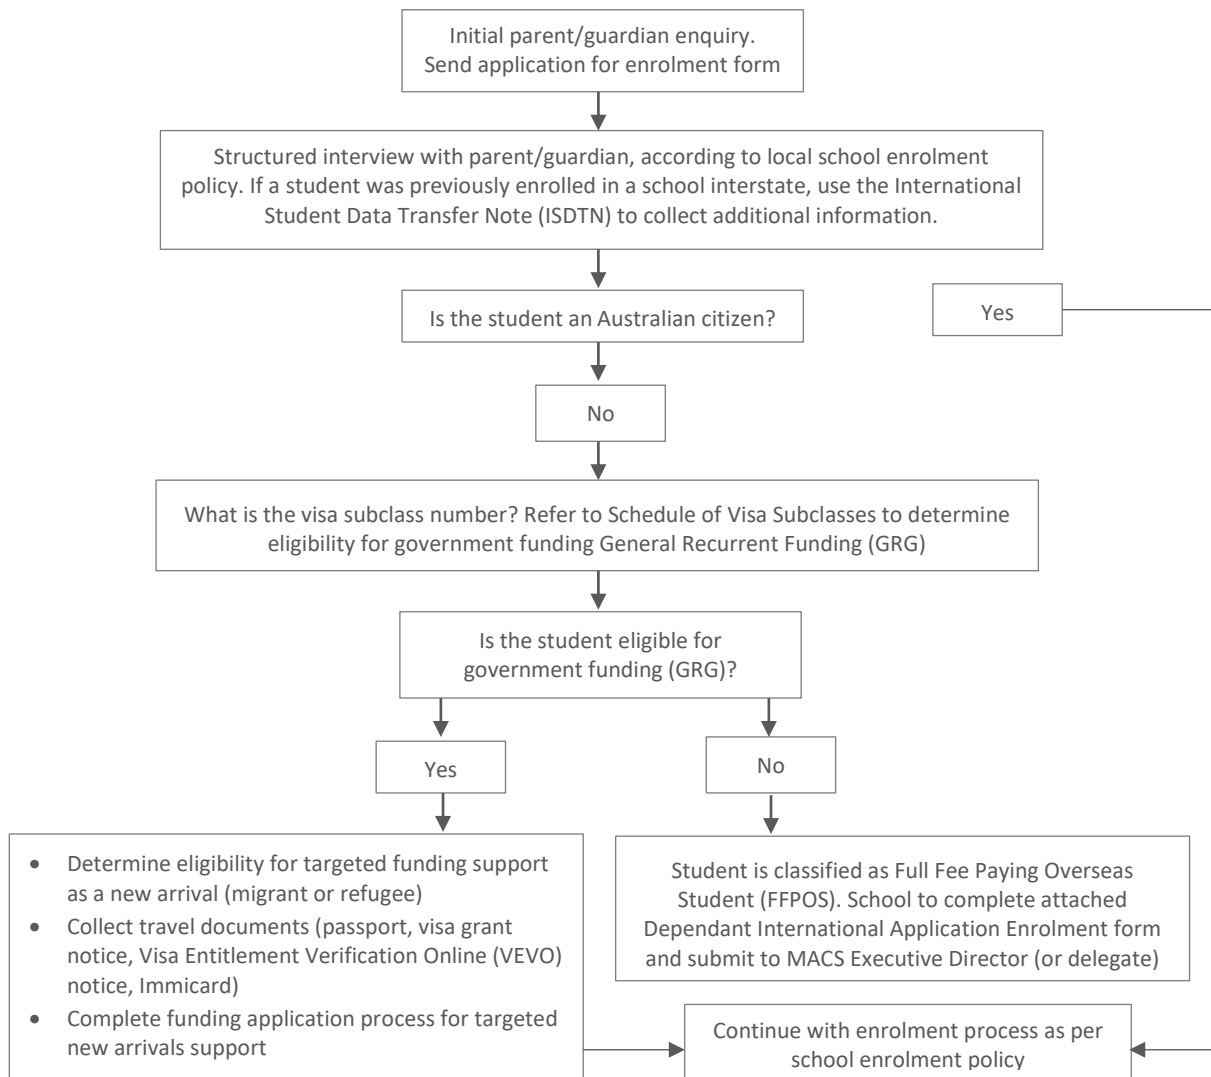 Initial parent/guardian enquiry.
Send application for enrolment form
Structured interview with parent/guardian, according to local school enrolment
policy. If a student was previously enrolled in a school interstate, use the International
Student Data Transfer Note (ISDTN) to collect additional information.
Is the student an Australian citizen?
Yes
No
What is the visa subclass number? Refer to Schedule of Visa Subclasses to determine
eligibility for government funding General Recurrent Funding (GRG)
Is the student eligible for
government funding (GRG)?
Yes
No
• Determine eligibility for targeted funding support
as a new arrival (migrant or refugee)
• Collect travel documents (passport, visa grant
notice, Visa Entitlement Verification Online (VEVO)
notice, Immicard)
• Complete funding application process for targeted
new arrivals support
Student is classified as Full Fee Paying Overseas
Student (FFPOS). School to complete attached
Dependant International Application Enrolment form
and submit to MACS Executive Director (or delegate)
Continue with enrolment process as per
school enrolment policy